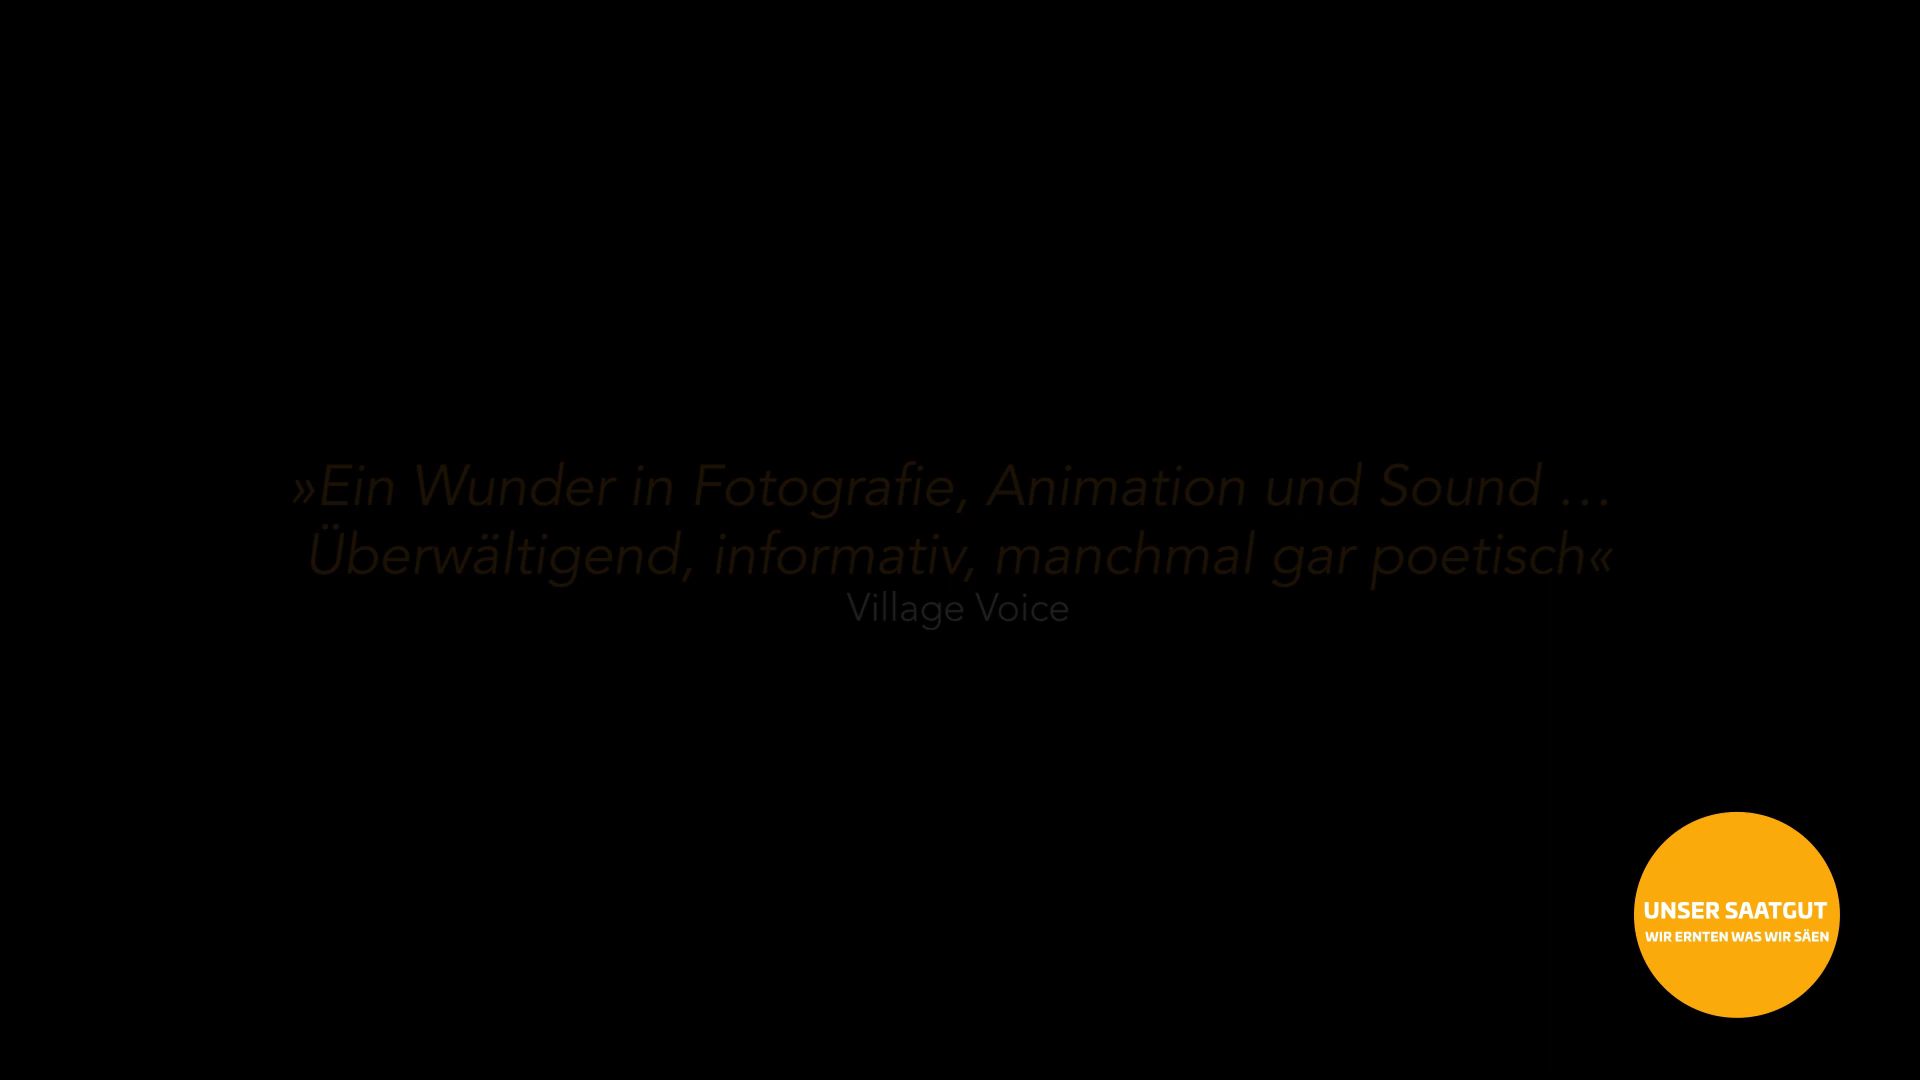 »Ein Wunder in Fotografie, Animation und Sound …
Überwältigend, informativ, manchmal gar poetisch«
Village Voice
UNSER SAATGUT
WIR ERNTEN WAS WIR SÄEN